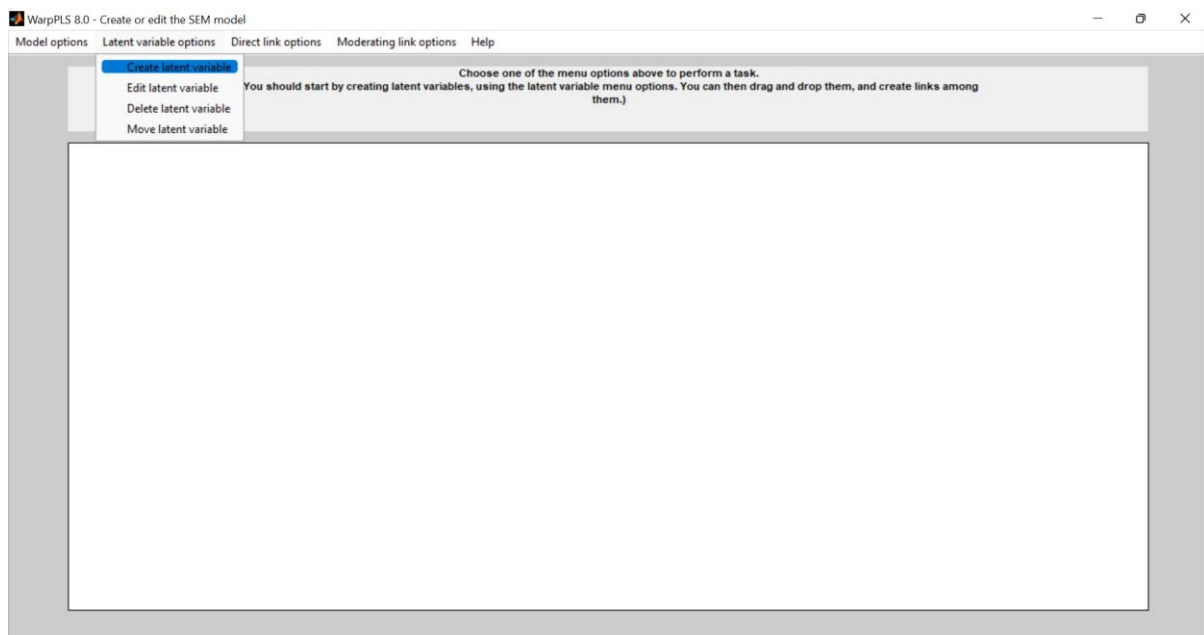 WarpPLS 8.0 - Create or edit the SEM model
Model options Latent variable options Direct link options Moderating link options Help
Create latent variable
Edit latent variable
Delete latent variable
Move latent variable
Choose one of the menu options above to perform a task.
You should start by creating latent variables, using the latent variable menu options. You can then drag and drop them, and create links among
them.)